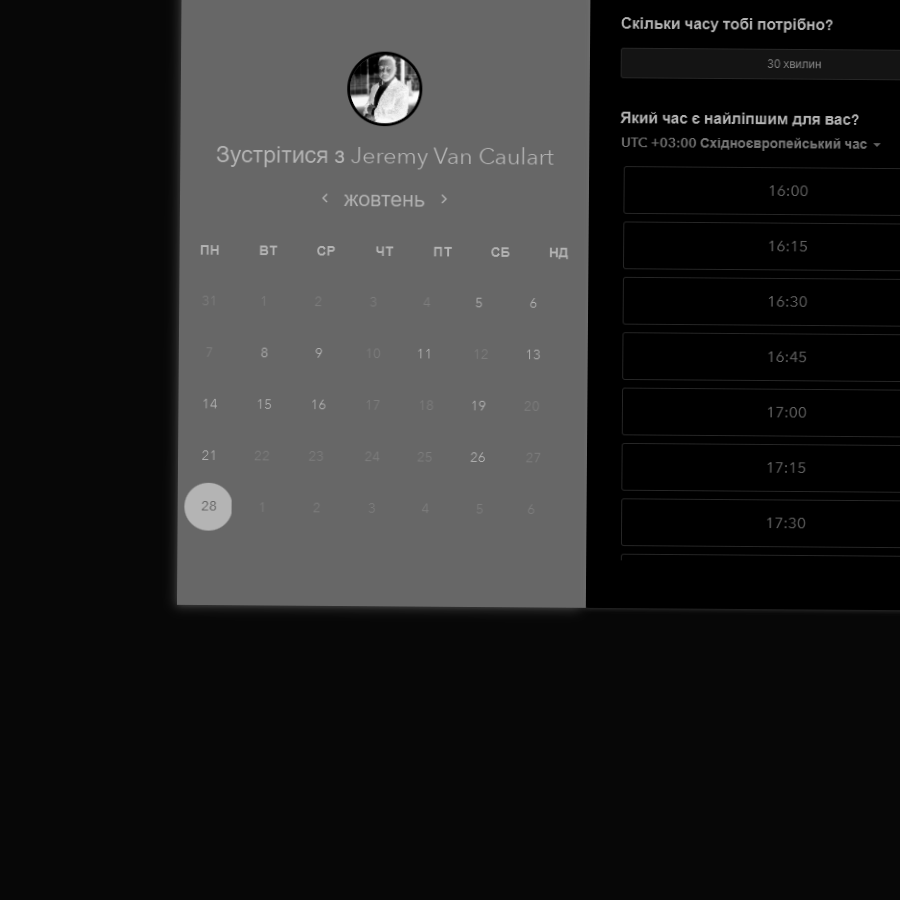 Зустрітися з Jeremy Van Caulart
‹ жовтень ›
ПН ВТ СР ЧТ ПТ СБ НД
31 1 2 3 4 5 6
7 8 9 10 11 12 13
14 15 16 17 18 19 20
21 22 23 24 25 26 27
28 1 2 3 4 5 6
Скільки часу тобі потрібно?
30 хвилин
Який час є найліпшим для вас?
UTC +03:00 Східноєвропейський час
16:00
16:15
16:30
16:45
17:00
17:15
17:30